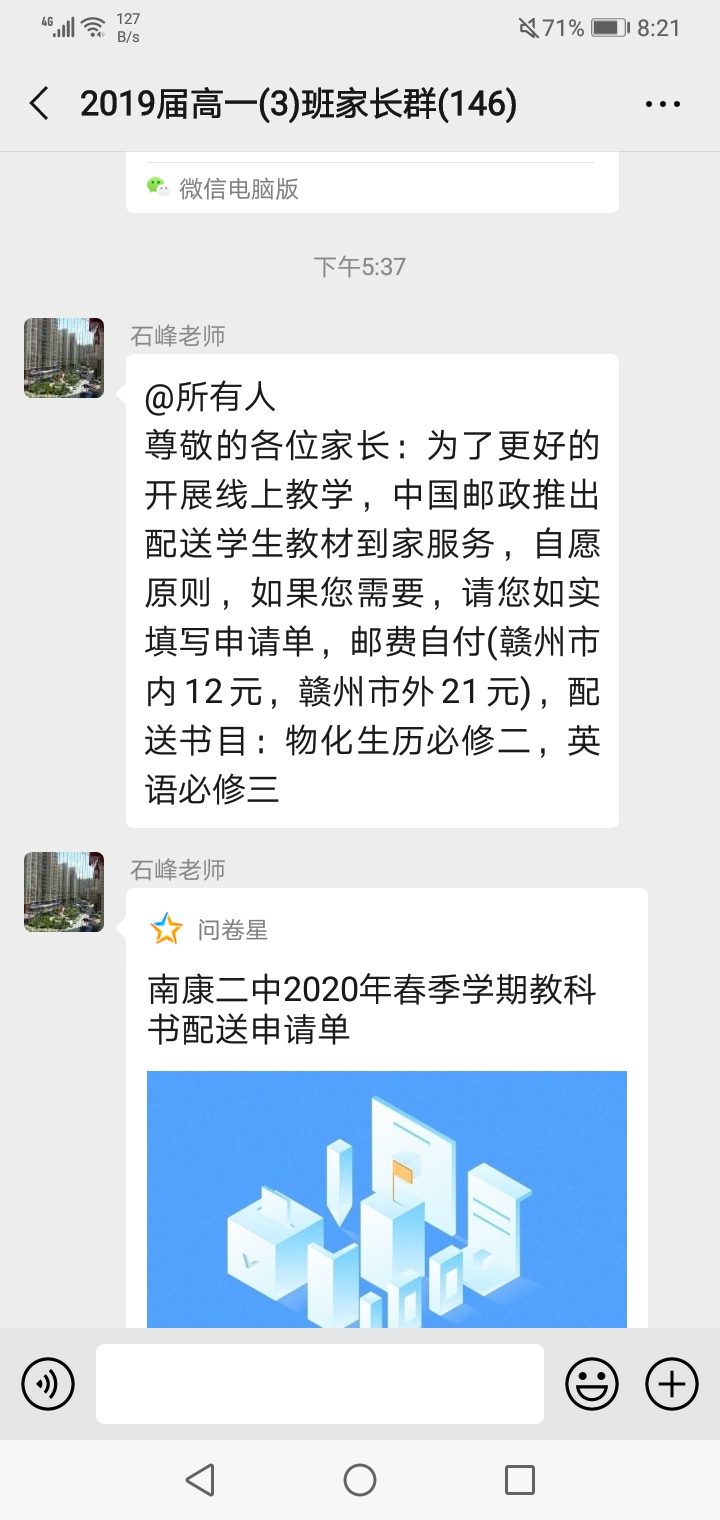 4G 127 B/s 71% 8:21
2019届高一(3)班家长群(146)
微信电脑版
下午5:37
石峰老师
@所有人
尊敬的各位家长：为了更好的
开展线上教学，中国邮政推出
配送学生教材到家服务，自愿
原则，如果您需要，请您如实
填写申请单，邮费自付(赣州市
内12元，赣州市外21元)，配
送书目：物化生历必修二，英
语必修三
石峰老师
问卷星
南康二中2020年春季学期教科
书配送申请单